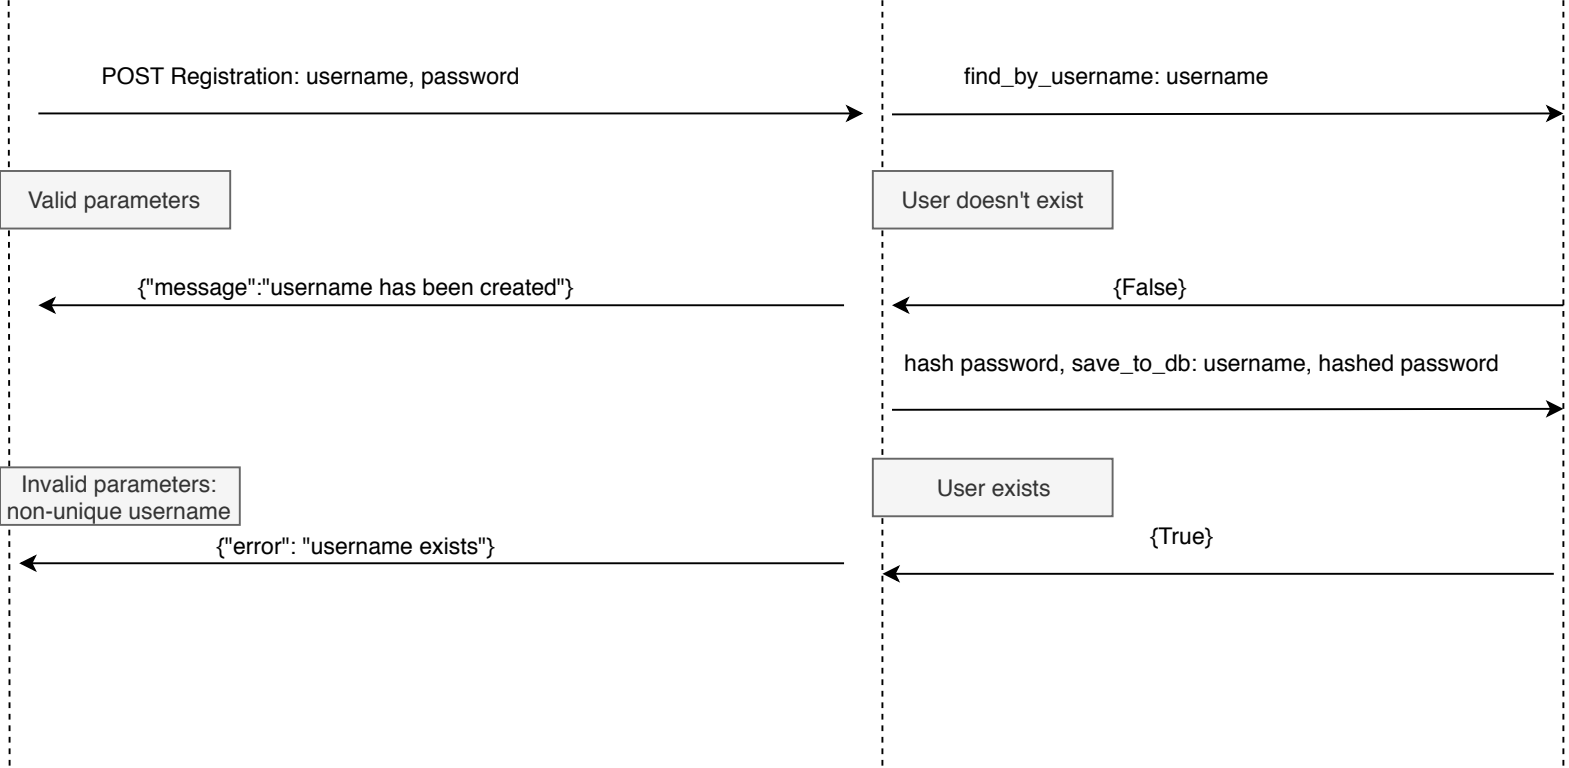 POST Registration: username, password
find_by_username: username
Valid parameters
User doesn't exist
{"message":"username has been created"}
{False}
hash password, save_to_db: username, hashed password
Invalid parameters:
non-unique username
User exists
{"error": "username exists"}
{True}